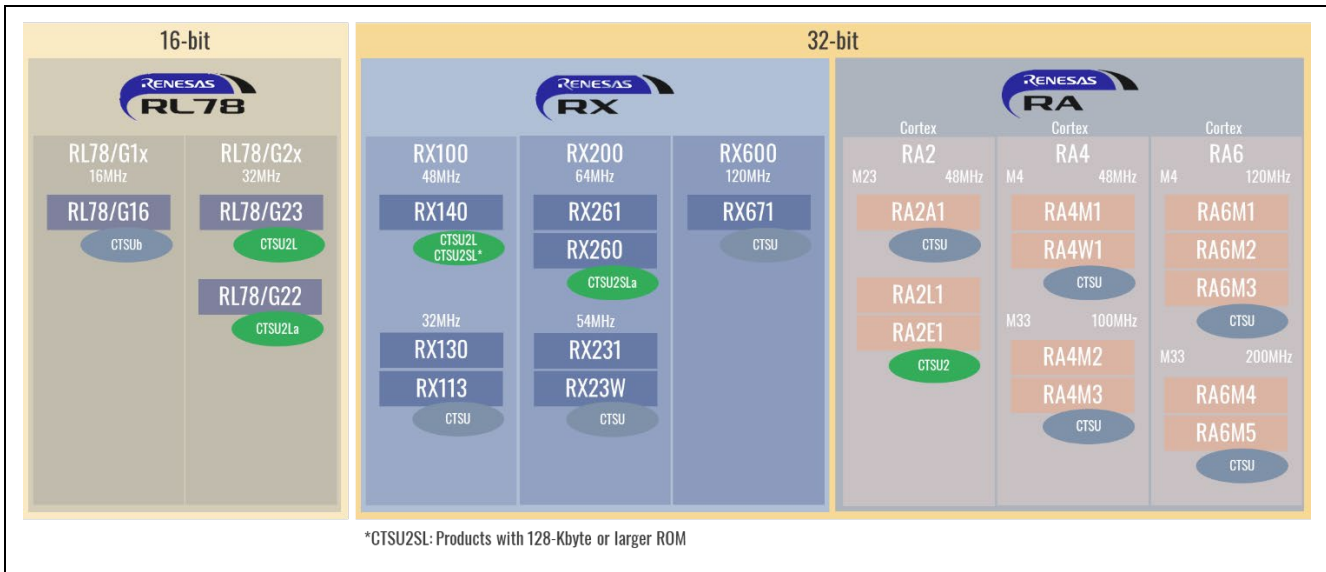 16-bit
RENESAS
RL78
RL78/G1x
16MHz
RL78/G16
CTSUb
RL78/G2x
32MHz
RL78/G23
CTSU2L
RL78/G22
CTSU2La
32-bit
RENESAS
RX
RX100
48MHz
RX140
CTSU2L
CTSU2SL*
32MHz
RX130
RX113
CTSU
RX200
64MHz
RX261
RX260
CTSU2SLa
54MHz
RX231
RX23W
CTSU
RX600
120MHz
RX671
CTSU
RENESAS
RA
Cortex
RA2
M23 48MHz
RA2A1
CTSU
RA2L1
RA2E1
CTSU2
Cortex
RA4
M4 48MHz
RA4M1
RA4W1
CTSU
M33 100MHz
RA4M2
RA4M3
CTSU
Cortex
RA6
M4 120MHz
RA6M1
RA6M2
RA6M3
CTSU
M33 200MHz
RA6M4
RA6M5
CTSU
*CTSU2SL: Products with 128-Kbyte or larger ROM